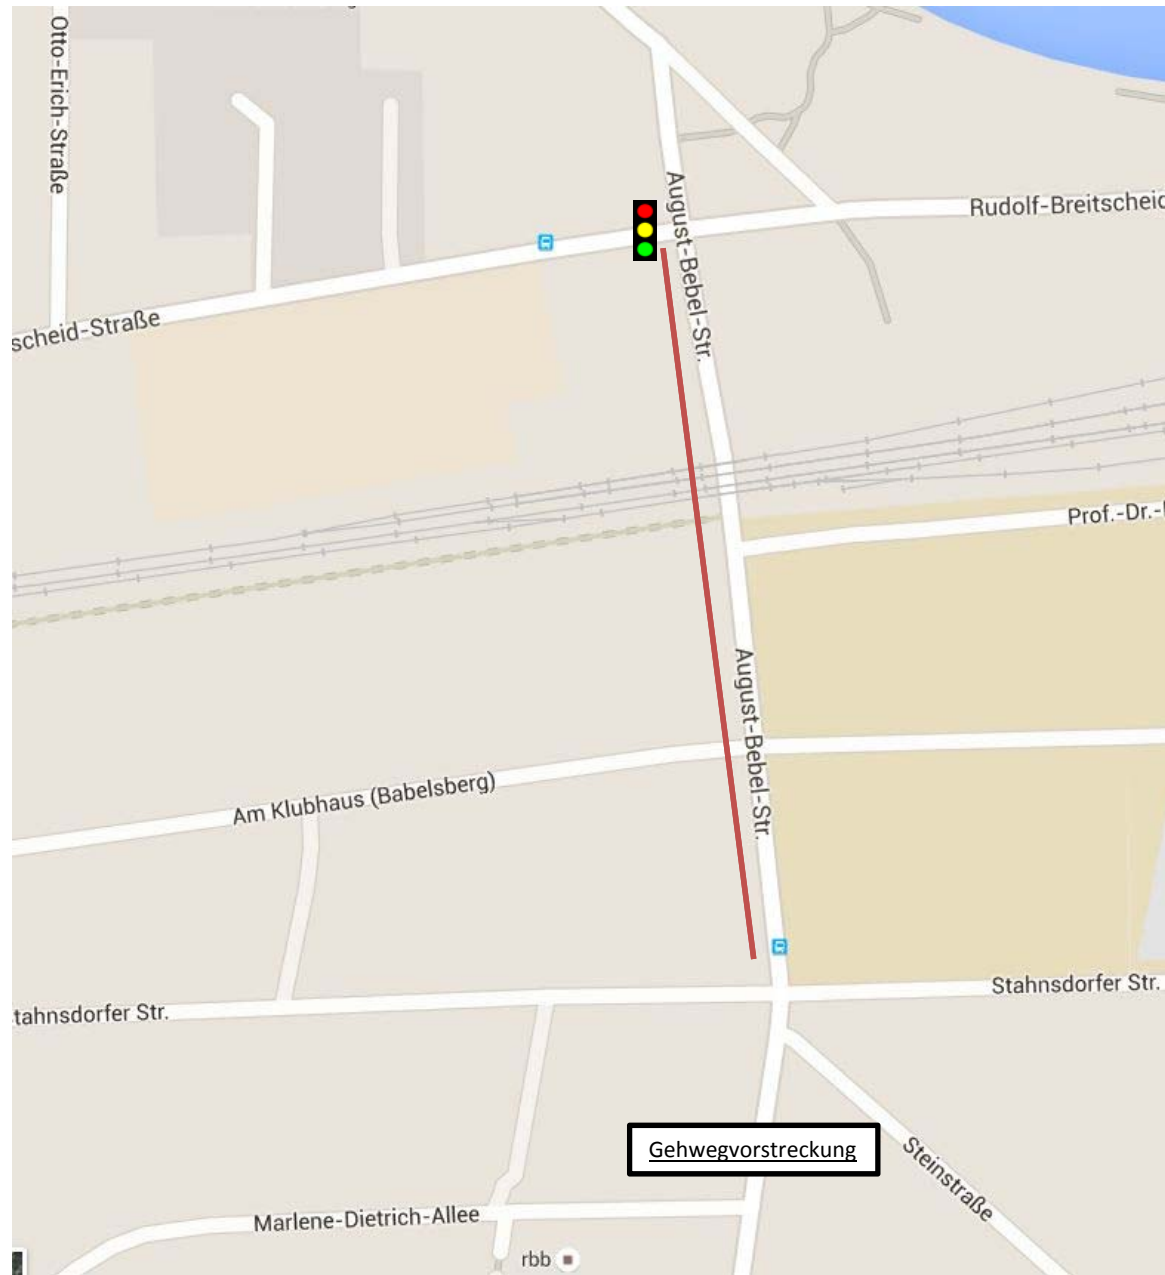 Otto-Erich-Straße
August-Bebel-Str.
Rudolf-Breitscheid
scheid-Straße
Prof.-Dr.-
August-Bebel-Str.
Am Klubhaus (Babelsberg)
Stahnsdorfer Str.
tahnsdorfer Str.
Gehwegvorstreckung
Steinstraße
Marlene-Dietrich-Allee
rbb